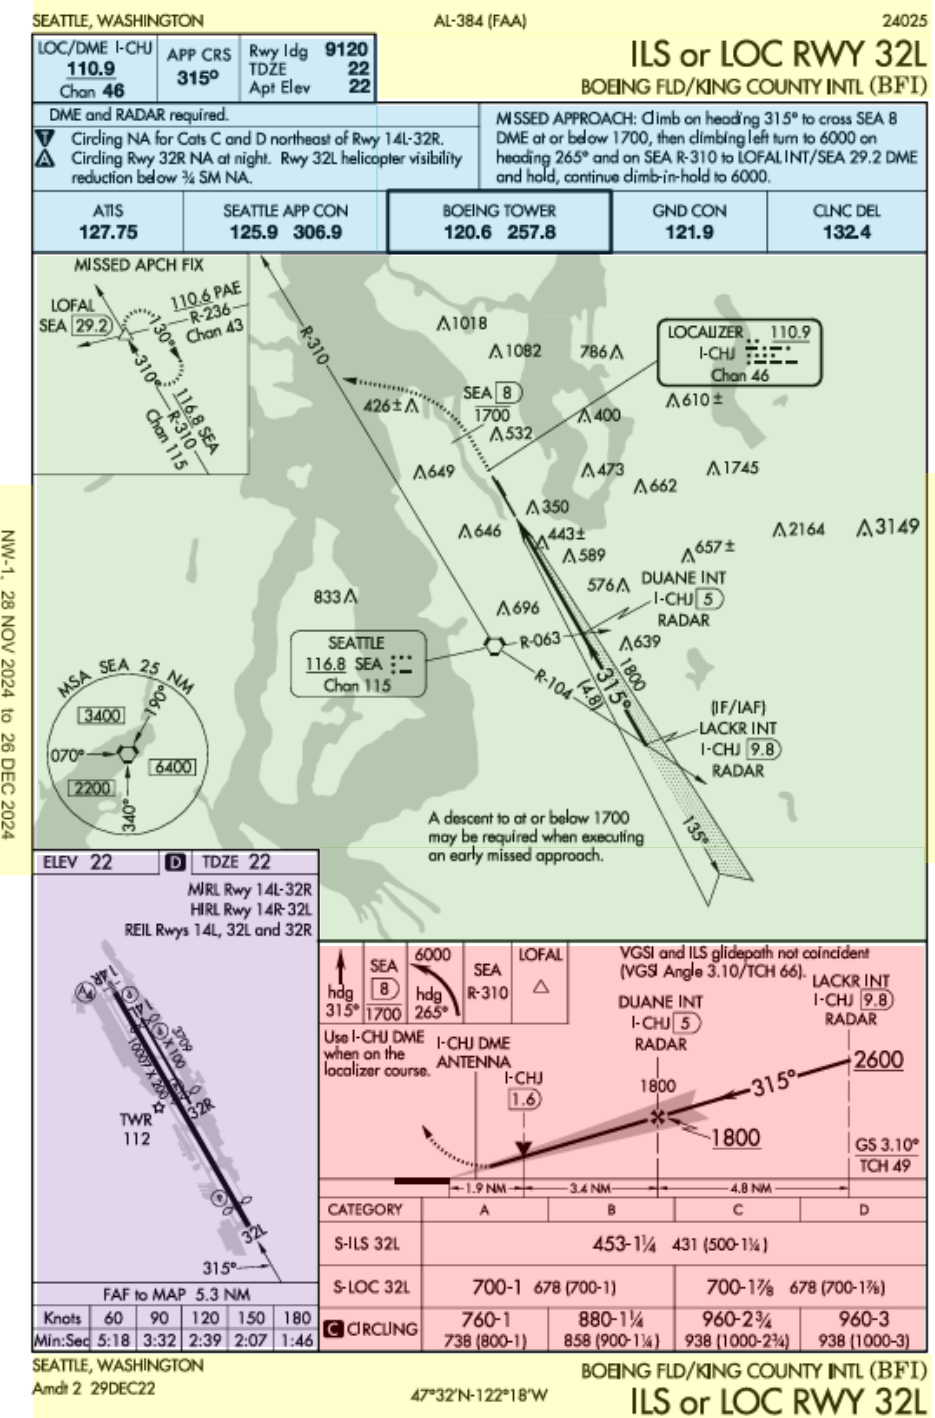 SEATTLE, WASHINGTON
AL-384 (FAA)
24025
LOC/DME I-CHJ
110.9
Chan 46
APP CRS
315°
Rwy ldg 9120
TDZE 22
Apt Elev 22
ILS or LOC RWY 32L
BOEING FLD/KING COUNTY INTL (BFI)
DME and RADAR required.
T
Circling NA for Cats C and D northeast of Rwy 14L-32R.
A
Circling Rwy 32R NA at night. Rwy 32L helicopter visibility
reduction below ¾ SM NA.
MISSED APPROACH: Climb on heading 315° to cross SEA 8
DME at or below 1700, then climbing left turn to 6000 on
heading 265° and on SEA R-310 to LOFAL INT/SEA 29.2 DME
and hold, continue climb-in-hold to 6000.
ATIS
127.75
SEATTLE APP CON
125.9 306.9
BOEING TOWER
120.6 257.8
GND CON
121.9
CLNC DEL
132.4
MISSED APCH FIX
LOFAL
SEA 29.2
110.6 PAE
R-236
Chan 43
130°
310°
116.8 SEA
R-310
Chan 115
R-310
1018
1082
786
LOCALIZER 110.9
I-CHJ
Chan 46
SEA 8
1700
426±
532
400
610±
649
473
662
1745
350
646
443±
589
657±
2164
3149
576
DUANE INT
I-CHJ 5
RADAR
833
696
R-063
639
SEATTLE
116.8 SEA
Chan 115
R-104
1800
315°
(4.8)
(IF/IAF)
LACKR INT
I-CHJ 9.8
RADAR
MSA SEA 25 NM
3400
190°
070°
6400
2200
340°
135°
A descent to at or below 1700
may be required when executing
an early missed approach.
NW-1, 28 NOV 2024 to 26 DEC 2024
ELEV 22
D
TDZE 22
MIRL Rwy 14L-32R
HIRL Rwy 14R-32L
REIL Rwys 14L, 32L and 32R
14R
3709 X 100
10007 X 200
32R
TWR
112
32L
315°
FAF to MAP 5.3 NM
Knots 60 90 120 150 180
Min:Sec 5:18 3:32 2:39 2:07 1:46
hdg
315°
SEA
8
1700
6000
hdg
265°
SEA
R-310
LOFAL
VGSI and ILS glidepath not coincident
(VGSI Angle 3.10/TCH 66).
LACKR INT
I-CHJ 9.8
RADAR
DUANE INT
I-CHJ 5
RADAR
Use I-CHJ DME
when on the
localizer course.
I-CHJ DME
ANTENNA
I-CHJ
1.6
1800
315°
2600
1800
GS 3.10°
TCH 49
1.9 NM
3.4 NM
4.8 NM
CATEGORY A B C D
S-ILS 32L 453-1¼ 431 (500-1¼)
S-LOC 32L 700-1 678 (700-1) 700-1⅞ 678 (700-1⅞)
C CIRCLING
760-1
738 (800-1)
880-1¼
858 (900-1¼)
960-2¾
938 (1000-2¾)
960-3
938 (1000-3)
SEATTLE, WASHINGTON
Amdt 2 29DEC22
47°32'N-122°18'W
BOEING FLD/KING COUNTY INTL (BFI)
ILS or LOC RWY 32L